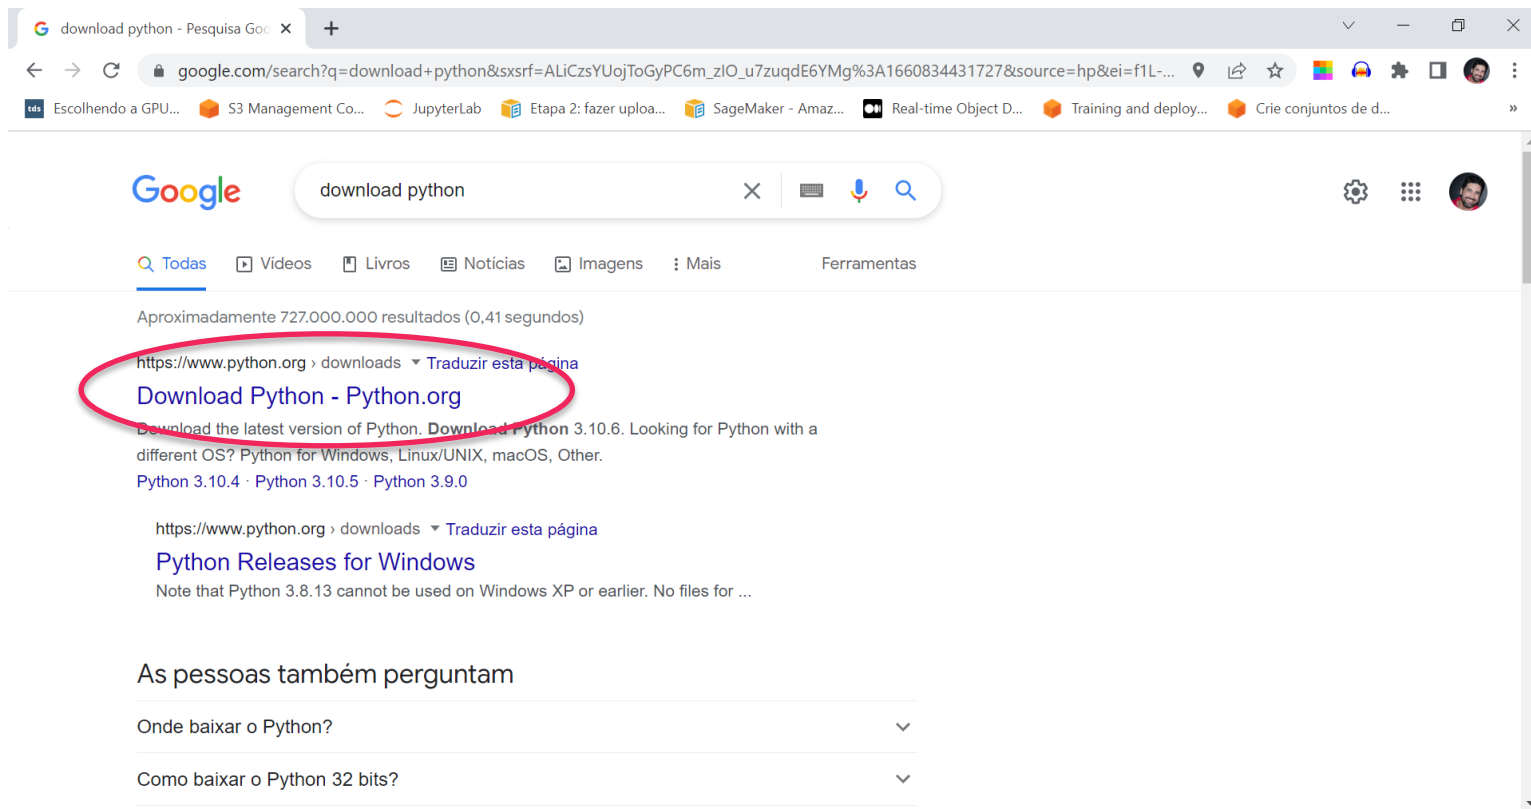 download python - Pesquisa Goo
google.com/search?q=download+python&sxsrf=ALiCzsYUojToGyPC6m_zIO_u7zuqdE6YMg%3A1660834431727&source=hp&ei=f1L-...
tds Escolhendo a GPU... S3 Management Co... JupyterLab Etapa 2: fazer uploa... SageMaker - Amaz... Real-time Object D... Training and deploy... Crie conjuntos de d... »
Google download python
Todas Vídeos Livros Notícias Imagens Mais Ferramentas
Aproximadamente 727.000.000 resultados (0,41 segundos)
https://www.python.org › downloads Traduzir esta página
Download Python - Python.org
Download the latest version of Python. Download Python 3.10.6. Looking for Python with a
different OS? Python for Windows, Linux/UNIX, macOS, Other.
Python 3.10.4 · Python 3.10.5 · Python 3.9.0
https://www.python.org › downloads Traduzir esta página
Python Releases for Windows
Note that Python 3.8.13 cannot be used on Windows XP or earlier. No files for ...
As pessoas também perguntam
Onde baixar o Python?
Como baixar o Python 32 bits?